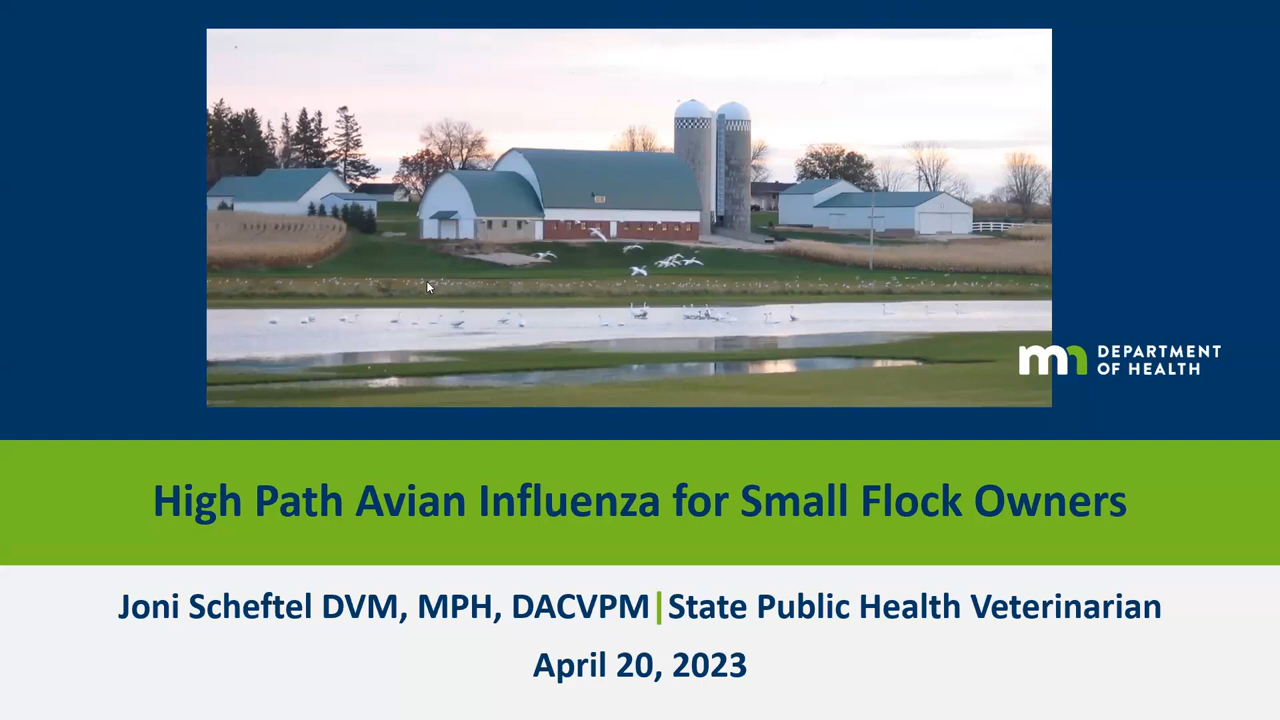 mn DEPARTMENT
OF HEALTH
High Path Avian Influenza for Small Flock Owners
Joni Scheftel DVM, MPH, DACVPM|State Public Health Veterinarian
April 20, 2023